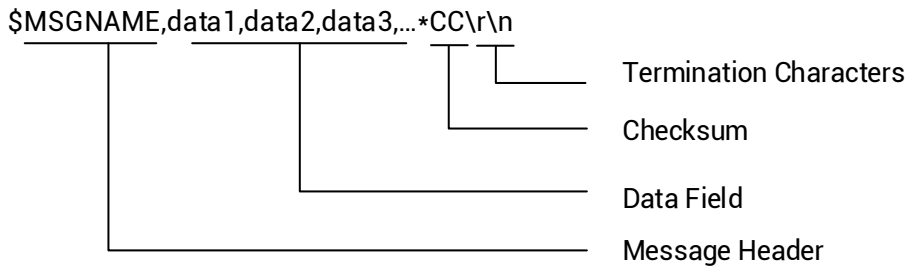 $MSGNAME,data1,data2,data3,…*CC\r\n
Termination Characters
Checksum
Data Field
Message Header